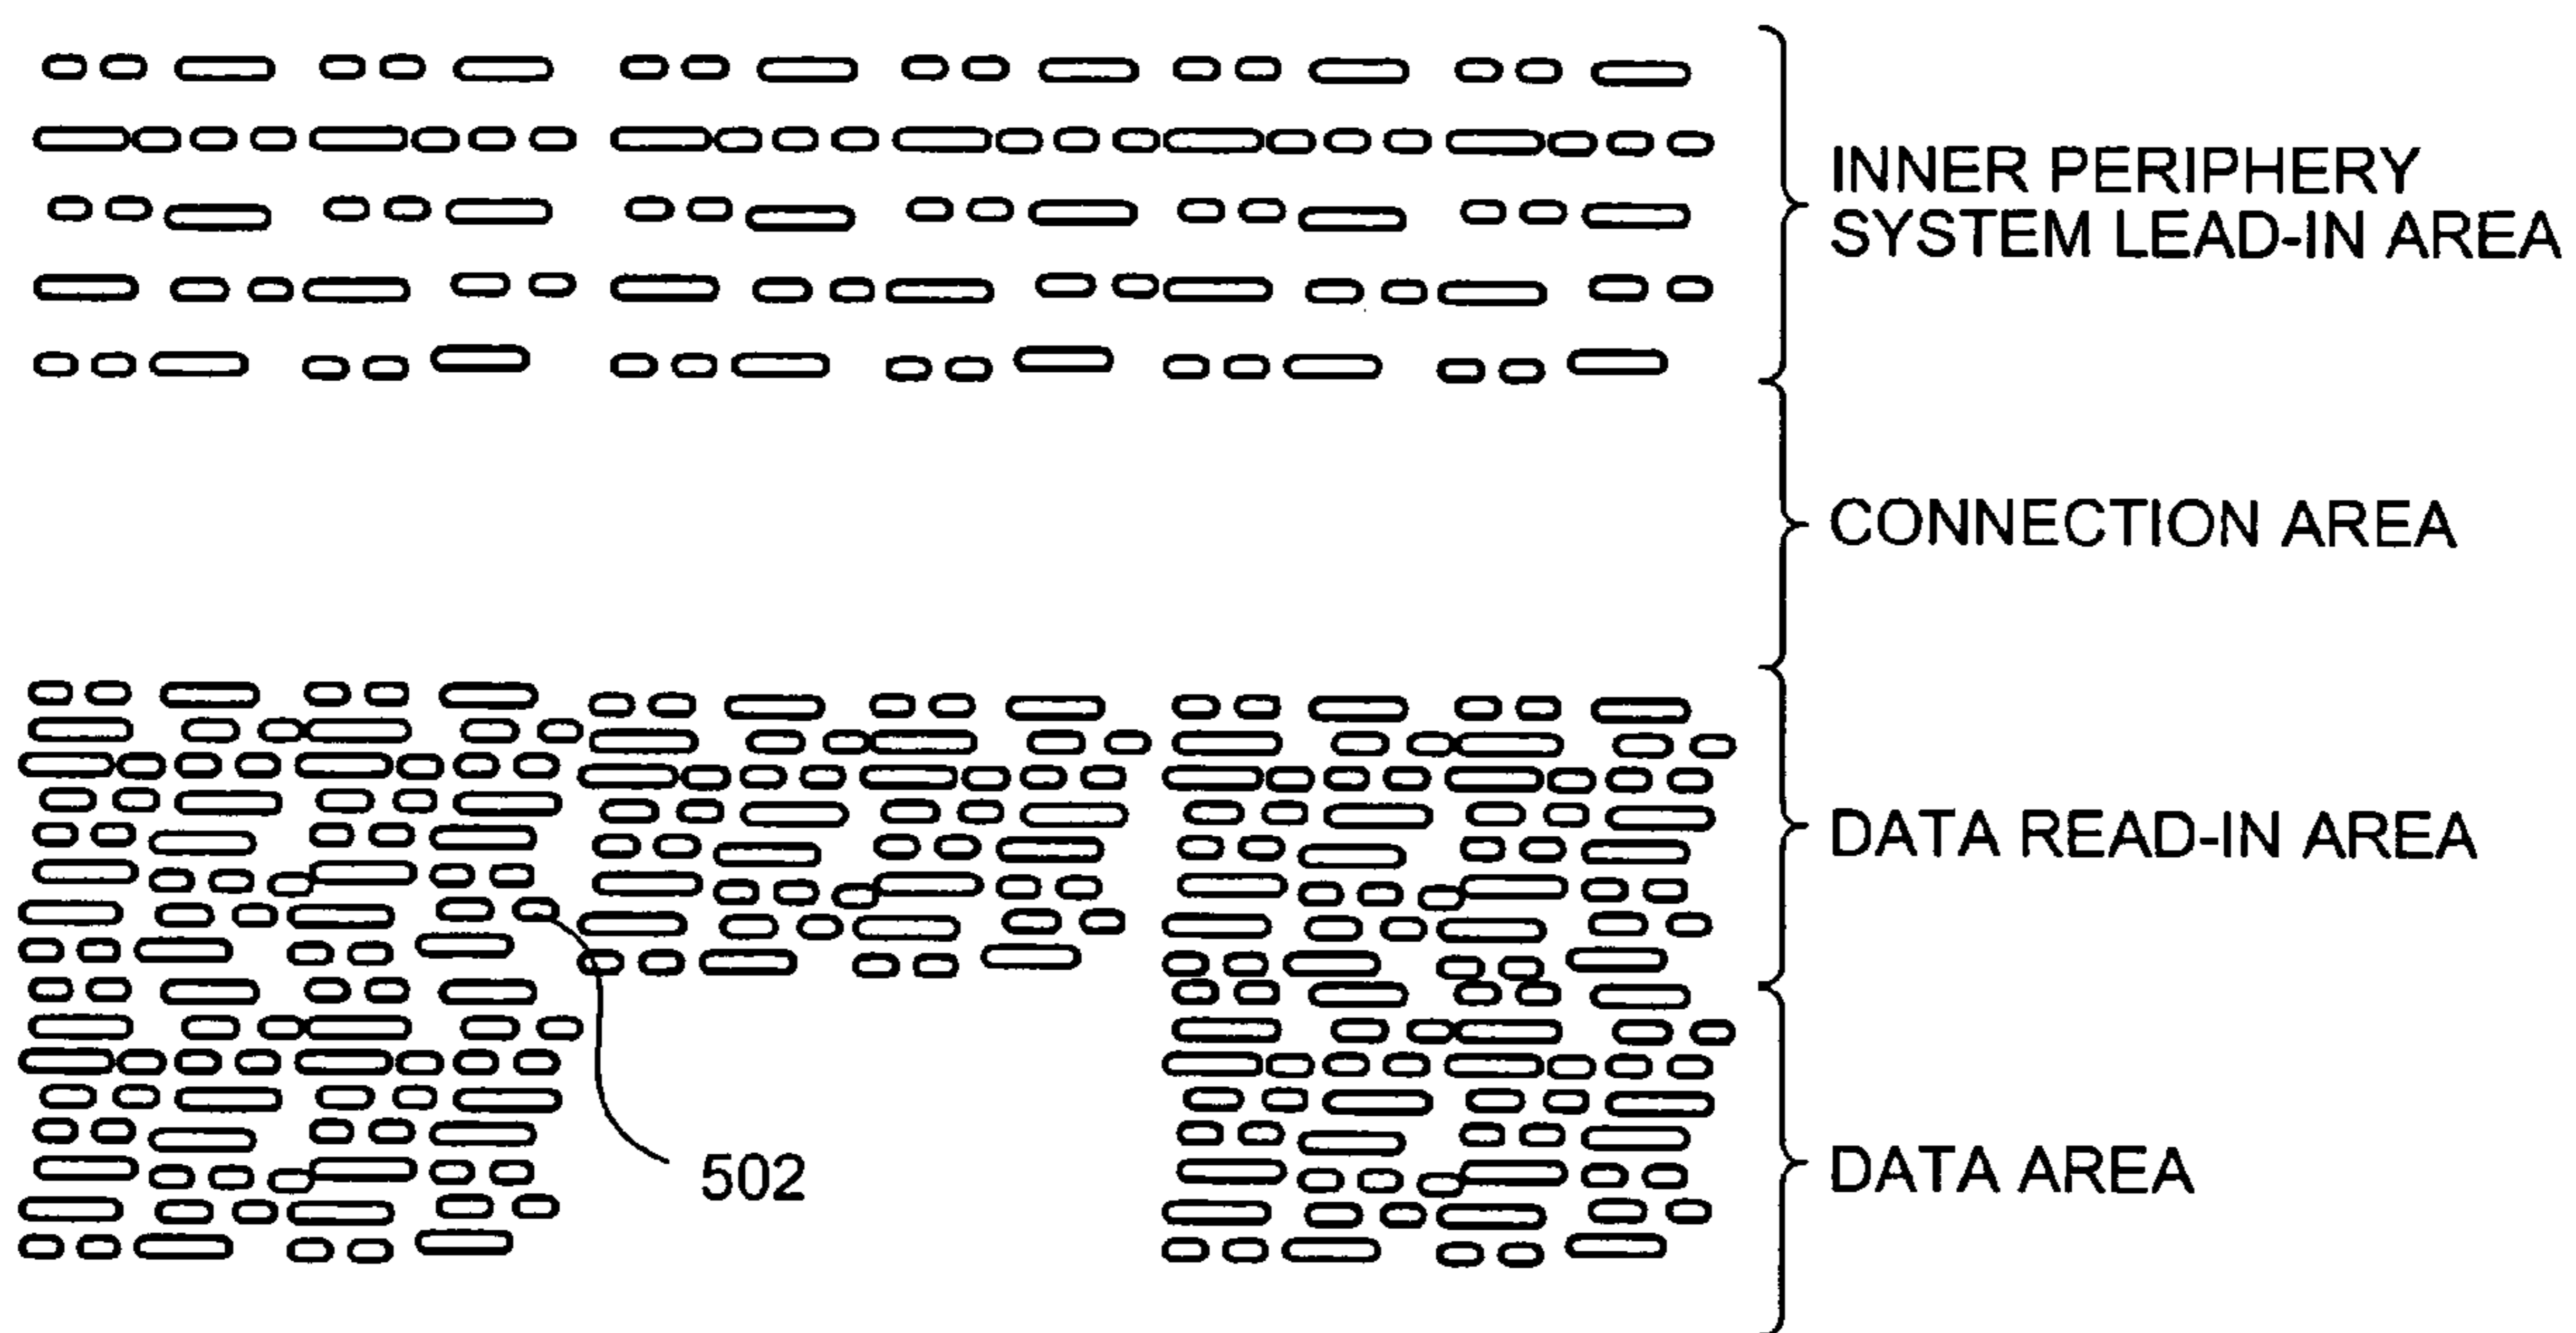 INNER PERIPHERY
SYSTEM LEAD-IN AREA
CONNECTION AREA
DATA READ-IN AREA
DATA AREA
502